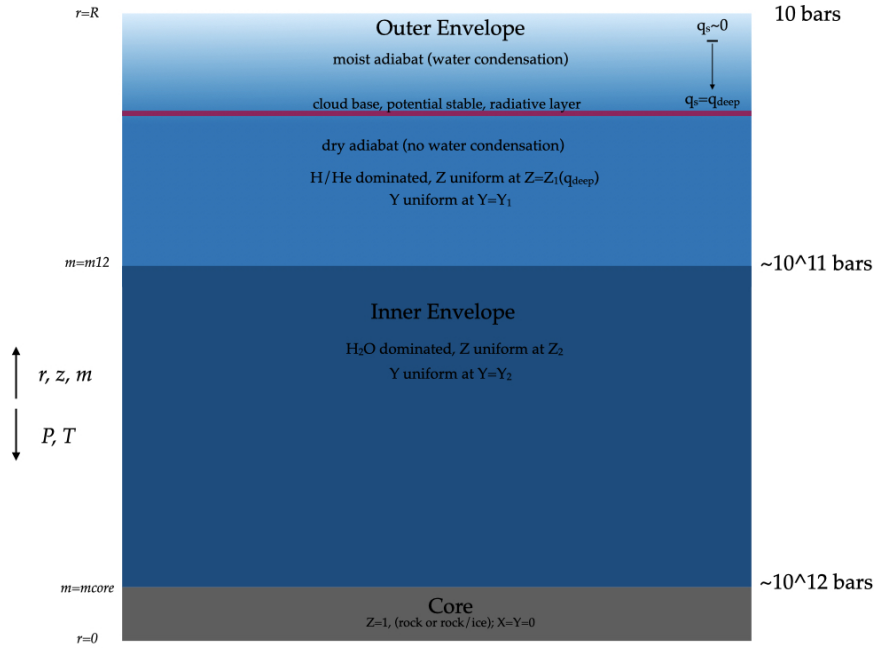 r=R
Outer Envelope
10 bars
qs~0
moist adiabat (water condensation)
cloud base, potential stable, radiative layer
qs=qdeep
dry adiabat (no water condensation)
H/He dominated, Z uniform at Z=Z1(qdeep)
Y uniform at Y=Y1
m=m12
~10^11 bars
Inner Envelope
H2O dominated, Z uniform at Z2
Y uniform at Y=Y2
r, z, m
P, T
m=mcore
~10^12 bars
Core
Z=1, (rock or rock/ice); X=Y=0
r=0